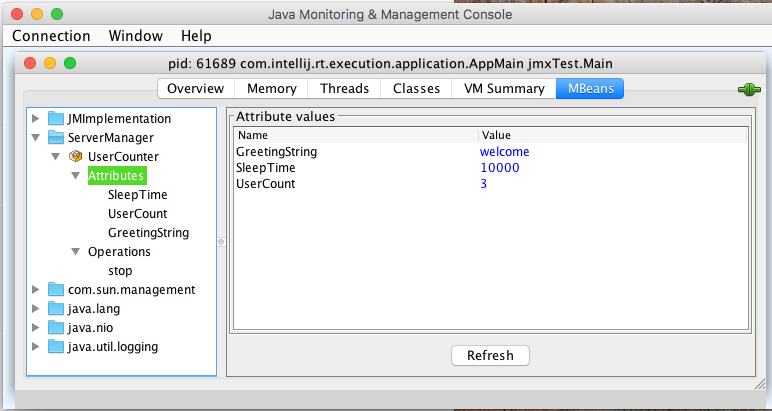 Java Monitoring & Management Console
Connection Window Help
pid: 61689 com.intellij.rt.execution.application.AppMain jmxTest.Main
Overview Memory Threads Classes VM Summary MBeans
JMImplementation
ServerManager
UserCounter
Attributes
SleepTime
UserCount
GreetingString
Operations
stop
com.sun.management
java.lang
java.nio
java.util.logging
Attribute values
Name Value
GreetingString welcome
SleepTime 10000
UserCount 3
Refresh